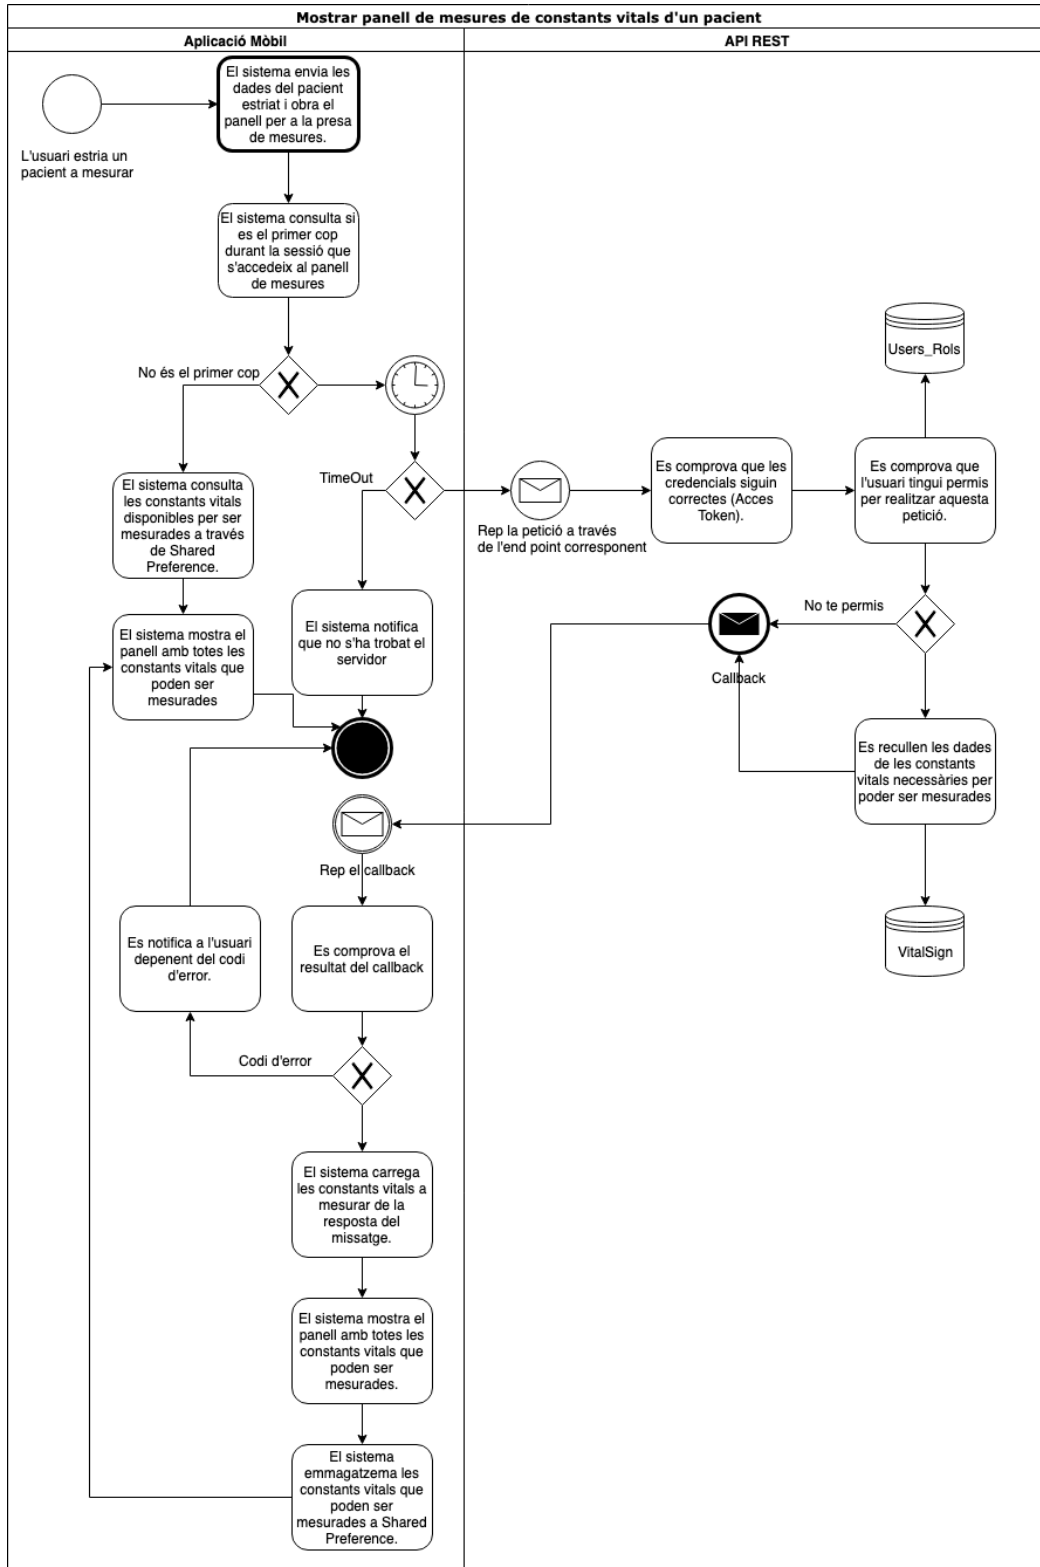 Mostrar panell de mesures de constants vitals d'un pacient
Aplicació Mòbil
API REST
El sistema envia les
dades del pacient
estriat i obra el
panell per a la presa
de mesures.
L'usuari estria un
pacient a mesurar
El sistema consulta si
es el primer cop
durant la sessió que
s'accedeix al panell
de mesures
Users_Rols
No és el primer cop
TimeOut
El sistema consulta
les constants vitals
disponibles per ser
mesurades a través
de Shared
Preference.
Rep la petició a través
de l'end point corresponent
Es comprova que les
credencials siguin
correctes (Acces
Token).
Es comprova que
l'usuari tingui permis
per realitzar aquesta
petició.
El sistema mostra el
panell amb totes les
constants vitals que
poden ser
mesurades
El sistema notifica
que no s'ha trobat el
servidor
No te permis
Callback
Es recullen les dades
de les constants
vitals necessàries per
poder ser mesurades
Rep el callback
Es notifica a l'usuari
depenent del codi
d'error.
Es comprova el
resultat del callback
VitalSign
Codi d'error
El sistema carrega
les constants vitals a
mesurar de la
resposta del
missatge.
El sistema mostra el
panell amb totes les
constants vitals que
poden ser
mesurades.
El sistema
emmagatzema les
constants vitals que
poden ser
mesurades a Shared
Preference.